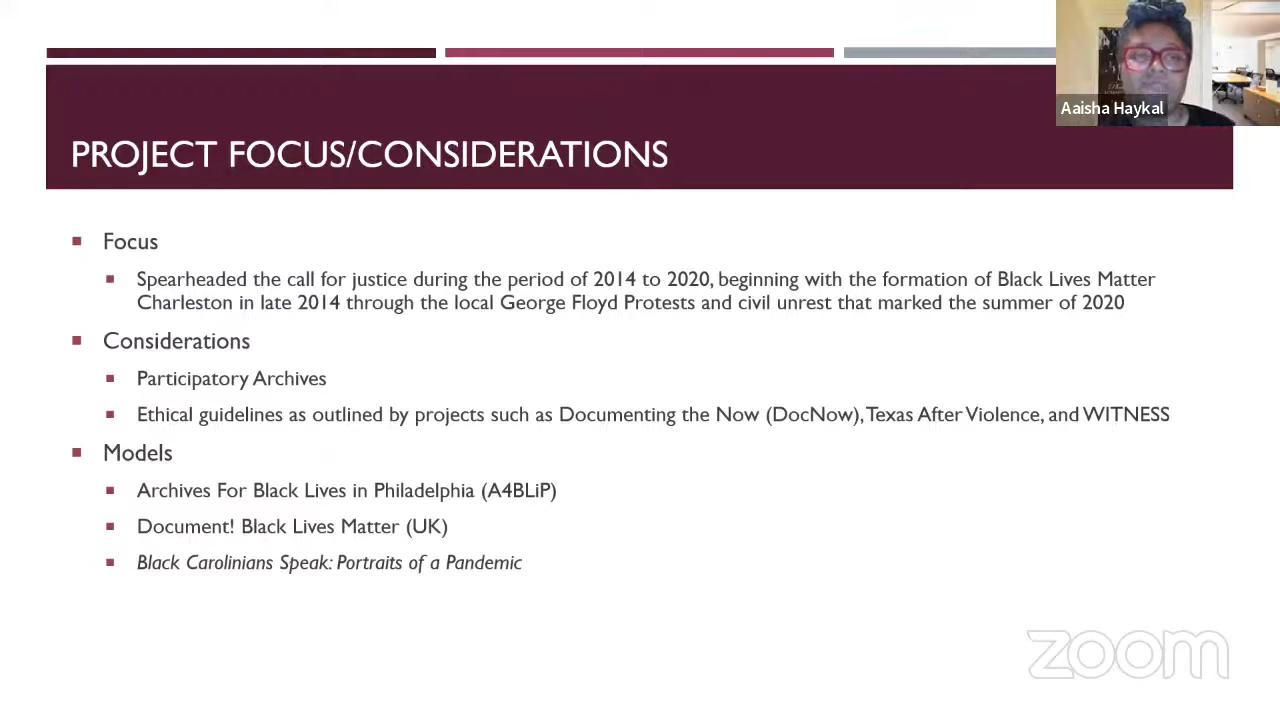 Aaisha Haykal
PROJECT FOCUS/CONSIDERATIONS
Focus
Spearheaded the call for justice during the period of 2014 to 2020, beginning with the formation of Black Lives Matter
Charleston in late 2014 through the local George Floyd Protests and civil unrest that marked the summer of 2020
Considerations
Participatory Archives
Ethical guidelines as outlined by projects such as Documenting the Now (DocNow), Texas After Violence, and WITNESS
Models
Archives For Black Lives in Philadelphia (A4BLiP)
Document! Black Lives Matter (UK)
Black Carolinians Speak: Portraits of a Pandemic
zoom